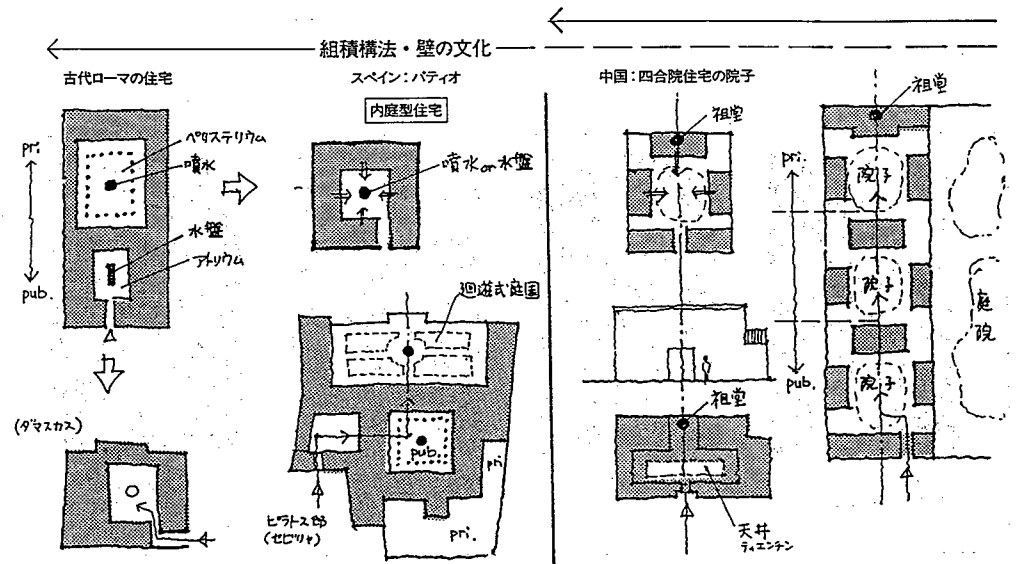 組積構法・壁の文化
古代ローマの住宅
pri.
pub.
ペリステリウム
噴水
水盤
アトリウム
(ダマスカス)
スペイン:パティオ
内庭型住宅
噴水or水盤
廻遊式庭園
pub.
pri.
pri.
ピラトス邸
(セビリャ)
中国:四合院住宅の院子
祖堂
祖堂
天井
ティエンチン
祖堂
pri.
pub.
院子
院子
院子
庭院